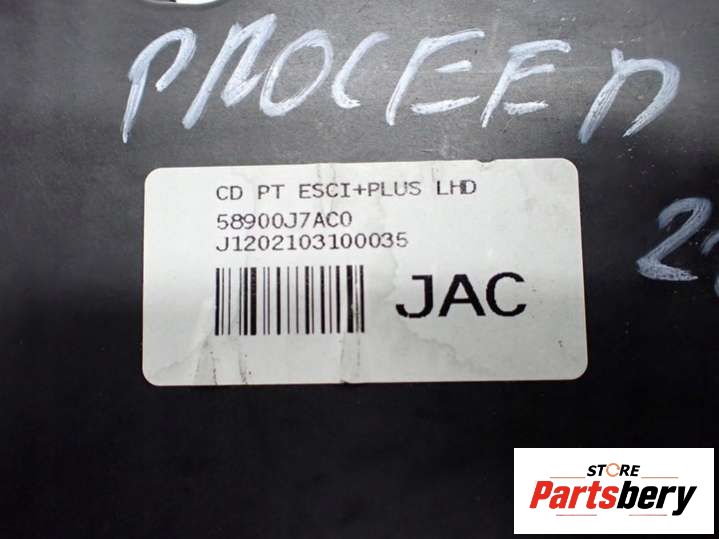 PROCEED
CD PT ESCI+PLUS LHD
58900J7AC0
J1202103100035
JAC
STORE
Partsbery